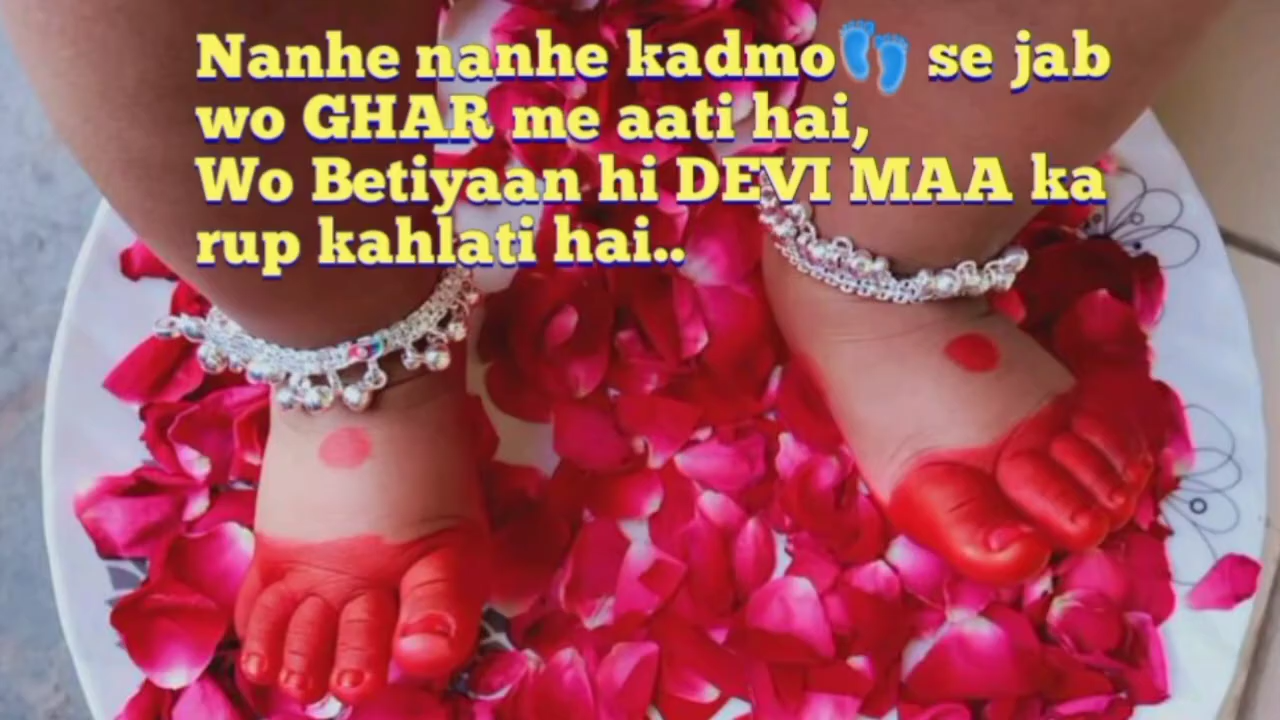 Nanhe nanhe kadmo👣 se jab
wo GHAR me aati hai,
Wo Betiyaan hi DEVI MAA ka
rup kahlati hai..